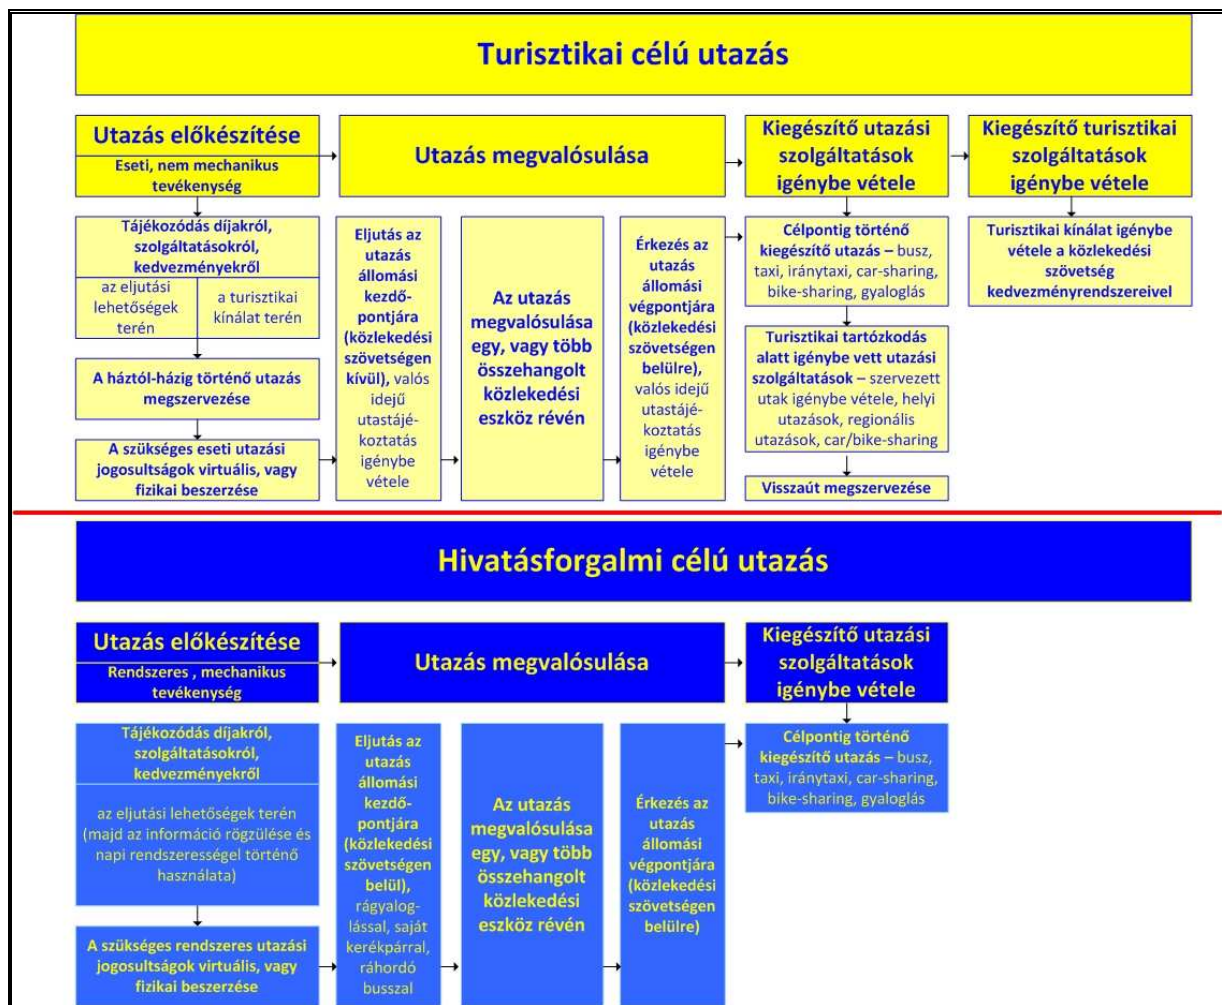 Turisztikai célú utazás
Utazás előkészítése
Eseti, nem mechanikus
tevékenység
Utazás megvalósulása
Kiegészítő utazási
szolgáltatások
igénybe vétele
Kiegészítő turisztikai
szolgáltatások
igénybe vétele
Tájékozódás díjakról,
szolgáltatásokról,
kedvezményekről
az eljutási
lehetőségek
terén
a turisztikai
kínálat terén
A háztól-házig történő utazás
megszervezése
A szükséges eseti utazási
jogosultságok virtuális, vagy
fizikai beszerzése
Eljutás az
utazás
állomási
kezdő-
pontjára
(közlekedési
szövetségen
kívül), valós
idejű
utastájé-
koztatás
igénybe
vétele
Az utazás
megvalósulása
egy, vagy több
összehangolt
közlekedési
eszköz révén
Érkezés az
utazás
állomási
végpontjára
(közlekedési
szövetségen
belülre),
valós idejű
utastájé-
koztatás
igénybe
vétele
Célpontig történő
kiegészítő utazás – busz,
taxi, iránytaxi, car-sharing,
bike-sharing, gyaloglás
Turisztikai tartózkodás
alatt igénybe vett utazási
szolgáltatások – szervezett
utak igénybe vétele, helyi
utazások, regionális
utazások, car/bike-sharing
Visszaút megszervezése
Turisztikai kínálat igénybe
vétele a közlekedési
szövetség
kedvezményrendszereivel
Hivatásforgalmi célú utazás
Utazás előkészítése
Rendszeres , mechanikus
tevékenység
Utazás megvalósulása
Kiegészítő utazási
szolgáltatások
igénybe vétele
Tájékozódás díjakról,
szolgáltatásokról,
kedvezményekről
az eljutási lehetőségek terén
(majd az információ rögzülése és
napi rendszerességel történő
használata)
A szükséges rendszeres utazási
jogosultságok virtuális, vagy
fizikai beszerzése
Eljutás az
utazás
állomási
kezdő-
pontjára
(közlekedési
szövetségen
belül),
rágyalog-
lással, saját
kerékpárral,
ráhordó
busszal
Az utazás
megvalósulása
egy, vagy több
összehangolt
közlekedési
eszköz révén
Érkezés az
utazás
állomási
végpontjára
(közlekedési
szövetségen
belülre)
Célpontig történő
kiegészítő utazás – busz,
taxi, iránytaxi, car-sharing,
bike-sharing, gyaloglás